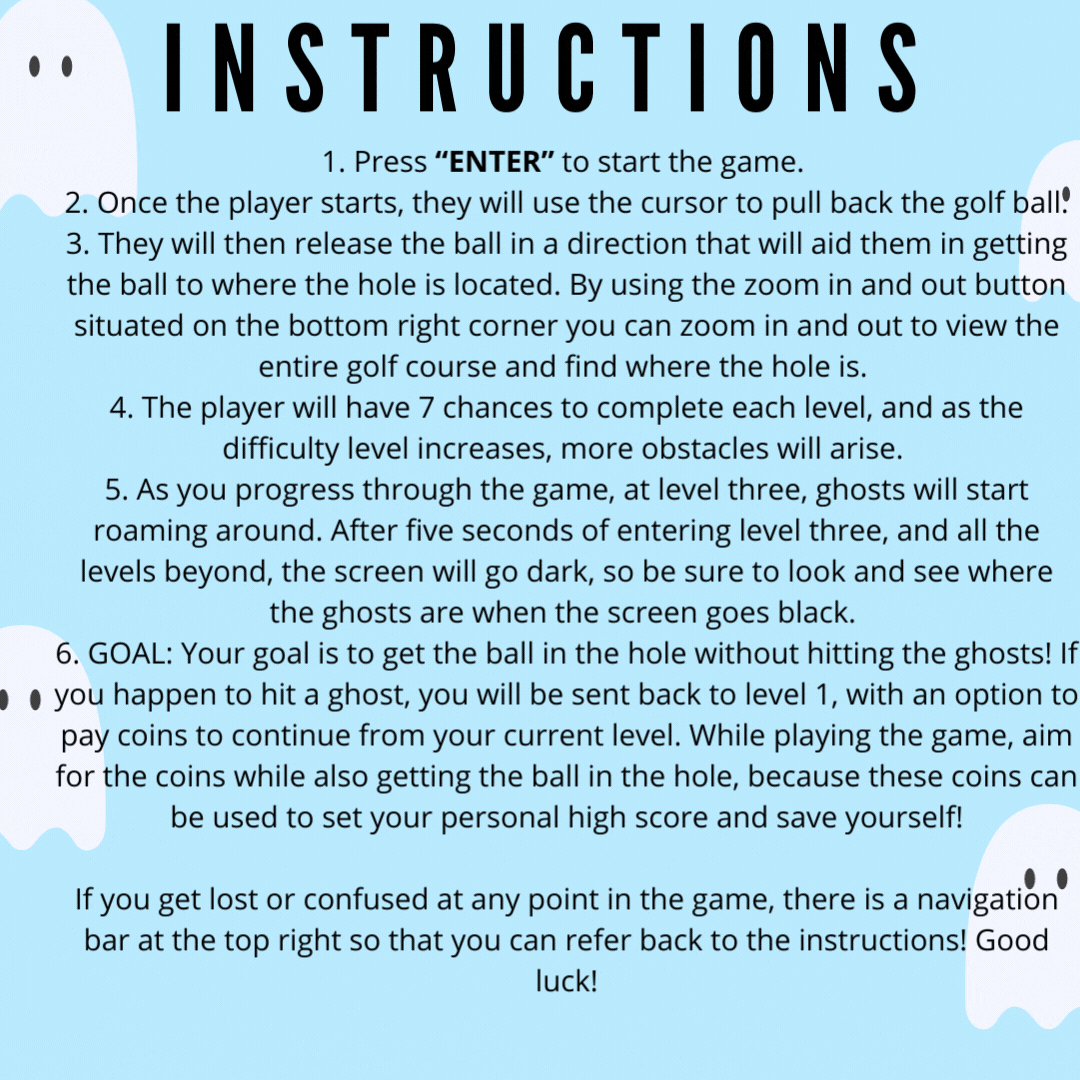 INSTRUCTIONS
1. Press “ENTER” to start the game.
2. Once the player starts, they will use the cursor to pull back the golf ball.
3. They will then release the ball in a direction that will aid them in getting
the ball to where the hole is located. By using the zoom in and out button
situated on the bottom right corner you can zoom in and out to view the
entire golf course and find where the hole is.
4. The player will have 7 chances to complete each level, and as the
difficulty level increases, more obstacles will arise.
5. As you progress through the game, at level three, ghosts will start
roaming around. After five seconds of entering level three, and all the
levels beyond, the screen will go dark, so be sure to look and see where
the ghosts are when the screen goes black.
6. GOAL: Your goal is to get the ball in the hole without hitting the ghosts! If
you happen to hit a ghost, you will be sent back to level 1, with an option to
pay coins to continue from your current level. While playing the game, aim
for the coins while also getting the ball in the hole, because these coins can
be used to set your personal high score and save yourself!
If you get lost or confused at any point in the game, there is a navigation
bar at the top right so that you can refer back to the instructions! Good
luck!